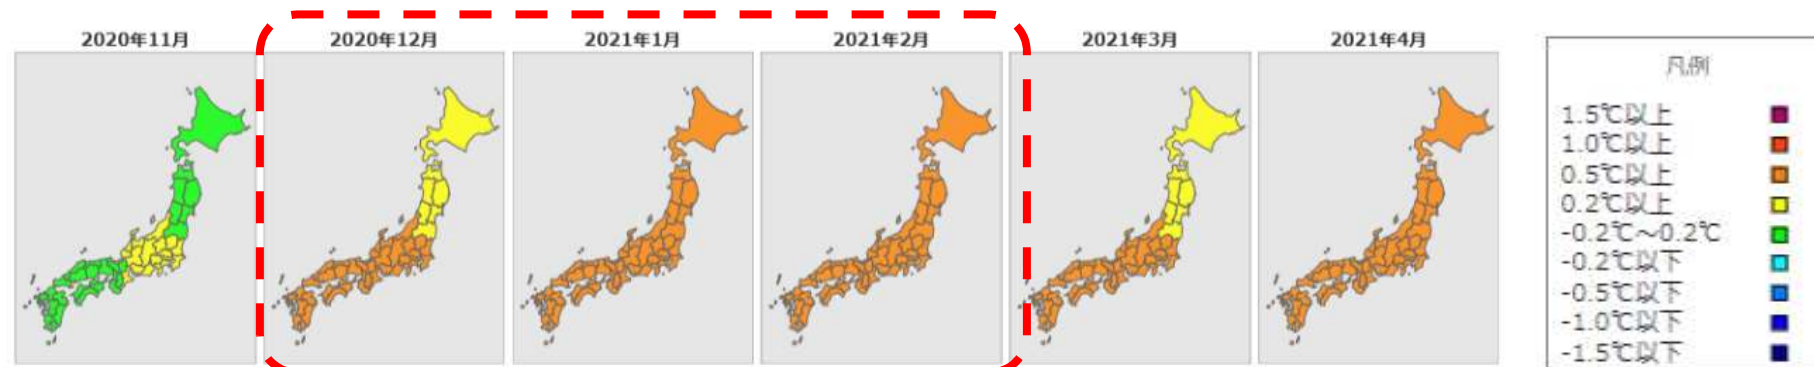 2020年11月
2020年12月
2021年1月
2021年2月
2021年3月
2021年4月
凡例
1.5℃以上
1.0℃以上
0.5℃以上
0.2℃以上
-0.2℃~0.2℃
-0.2℃以下
-0.5℃以下
-1.0℃以下
-1.5℃以下